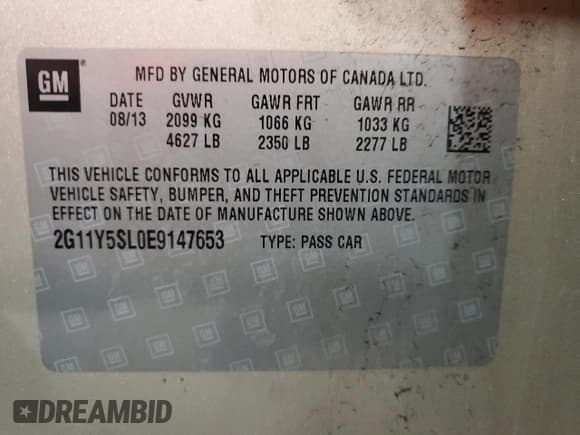 GM ®
MFD BY GENERAL MOTORS OF CANADA LTD.
DATE GVWR GAWR FRT GAWR RR
08/13 2099 KG 1066 KG 1033 KG
4627 LB 2350 LB 2277 LB
THIS VEHICLE CONFORMS TO ALL APPLICABLE U.S. FEDERAL MOTOR
VEHICLE SAFETY, BUMPER, AND THEFT PREVENTION STANDARDS IN
EFFECT ON THE DATE OF MANUFACTURE SHOWN ABOVE.
2G11Y5SL0E9147653 TYPE: PASS CAR
DREAMBID